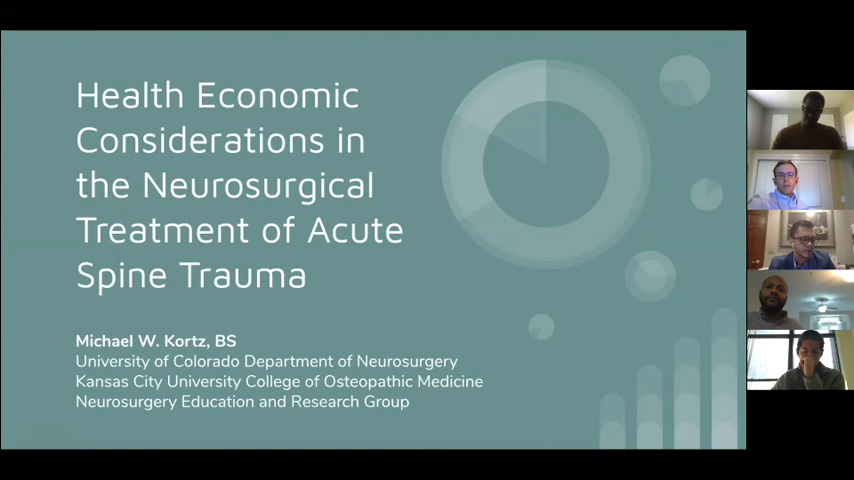 Health Economic
Considerations in
the Neurosurgical
Treatment of Acute
Spine Trauma
Michael W. Kortz, BS
University of Colorado Department of Neurosurgery
Kansas City University College of Osteopathic Medicine
Neurosurgery Education and Research Group